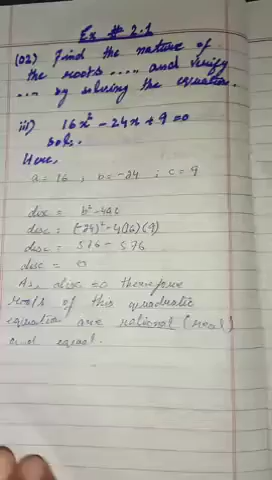 Ex # 2.1
(02) Find the nature of
the roots ..... and verify
... by solving the equation.
iii) 16x² - 24x + 9 = 0
Sol:.
Here,
a = 16 , b = -24 ; c = 9
disc = b² - 4ac
disc = (-24)² - 4(16)(9)
disc = 576 - 576
disc = 0
As, disc = 0 therefore
roots of this quadratic
equation are rational (real)
and equal.